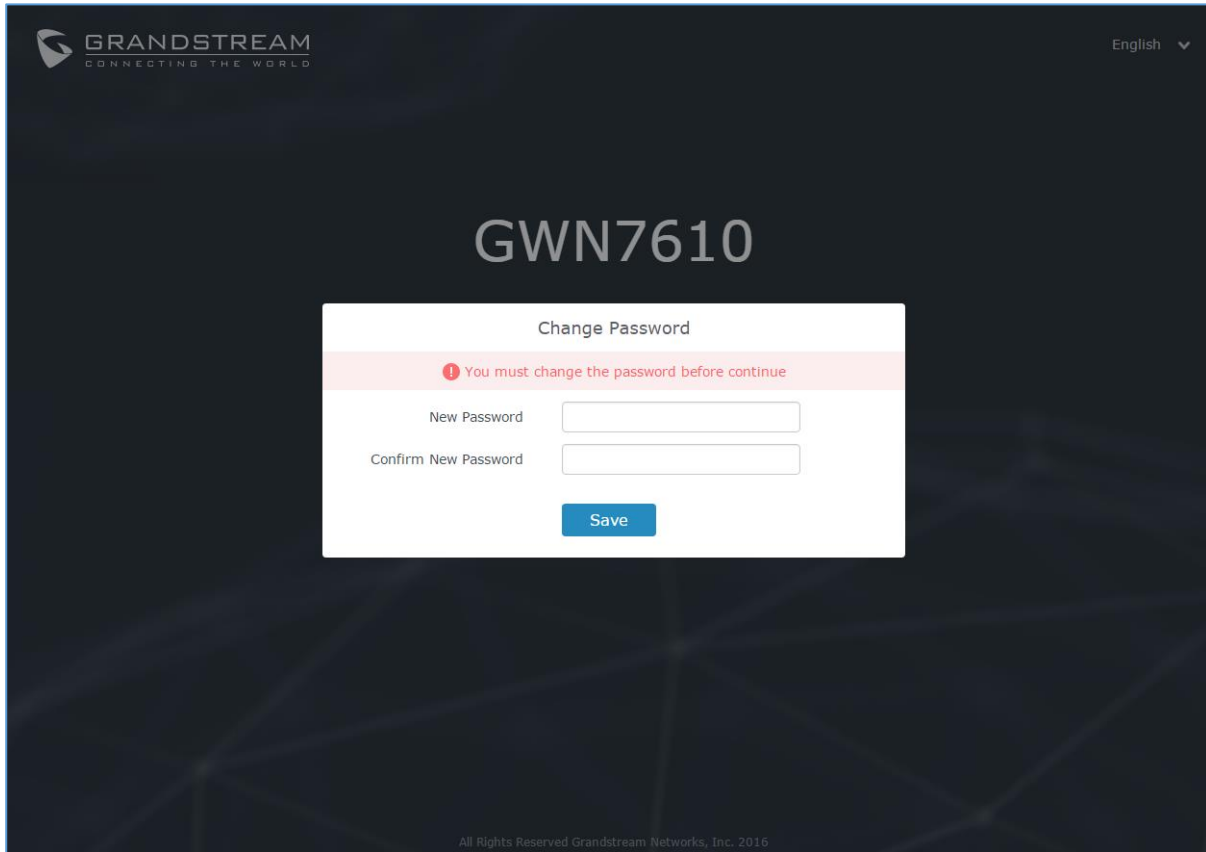 GRANDSTREAM
CONNECTING THE WORLD
English
GWN7610
Change Password
You must change the password before continue
New Password
Confirm New Password
Save
All Rights Reserved Grandstream Networks, Inc. 2016